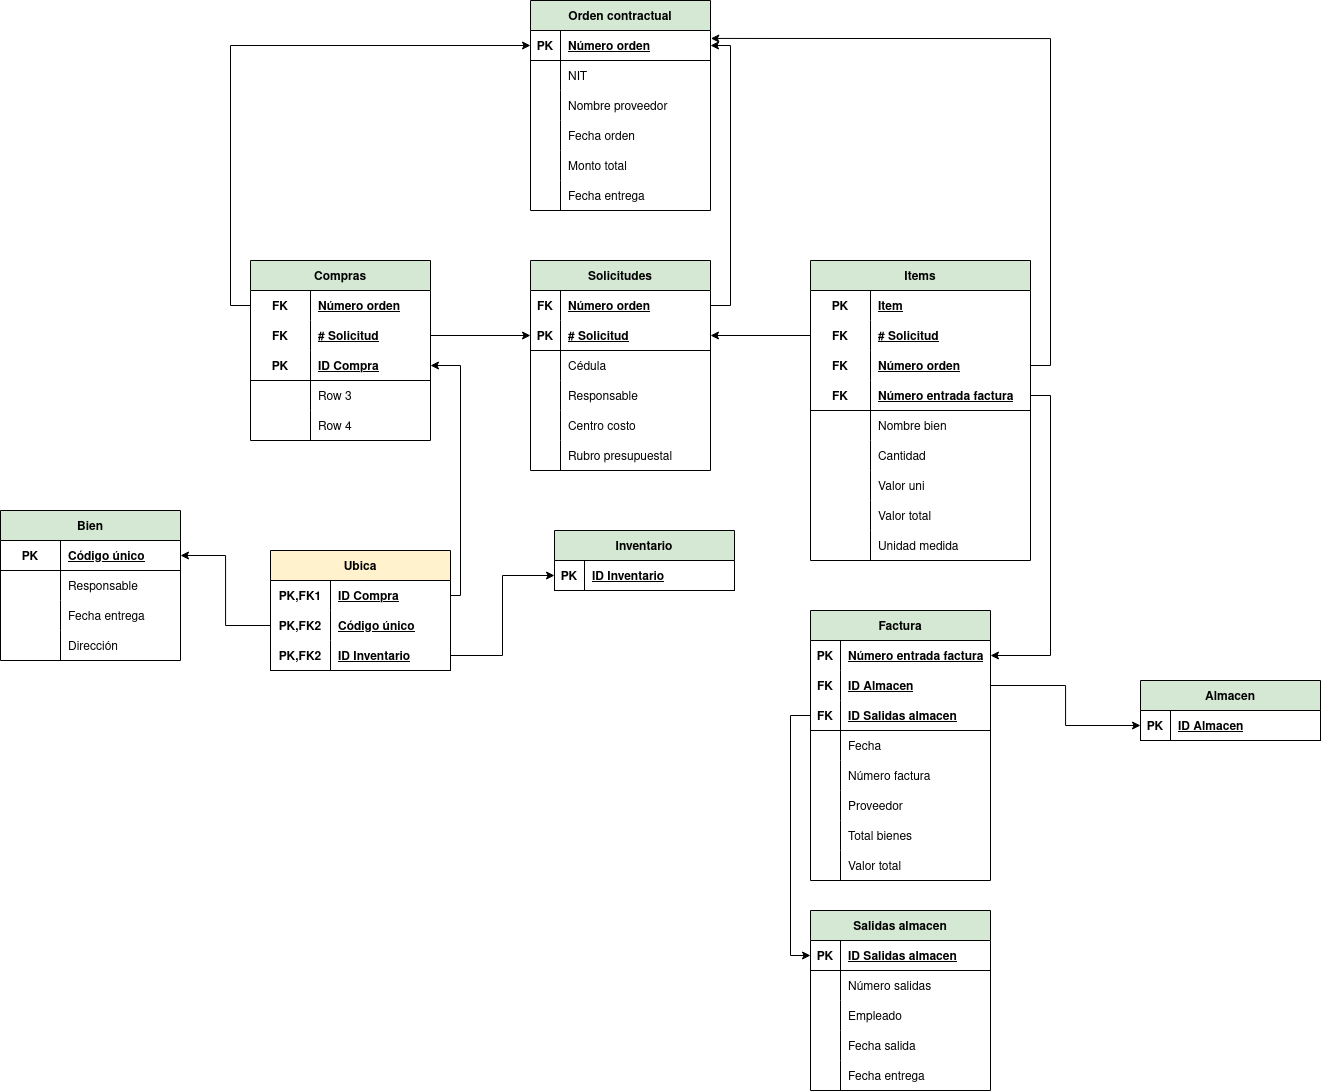 Orden contractual
PK Número orden
NIT
Nombre proveedor
Fecha orden
Monto total
Fecha entrega
Compras
FK Número orden
FK # Solicitud
PK ID Compra
Row 3
Row 4
Solicitudes
FK Número orden
PK # Solicitud
Cédula
Responsable
Centro costo
Rubro presupuestal
Items
PK Item
FK # Solicitud
FK Número orden
FK Número entrada factura
Nombre bien
Cantidad
Valor uni
Valor total
Unidad medida
Bien
PK Código único
Responsable
Fecha entrega
Dirección
Ubica
PK,FK1 ID Compra
PK,FK2 Código único
PK,FK2 ID Inventario
Inventario
PK ID Inventario
Factura
PK Número entrada factura
FK ID Almacen
FK ID Salidas almacen
Fecha
Número factura
Proveedor
Total bienes
Valor total
Almacen
PK ID Almacen
Salidas almacen
PK ID Salidas almacen
Número salidas
Empleado
Fecha salida
Fecha entrega